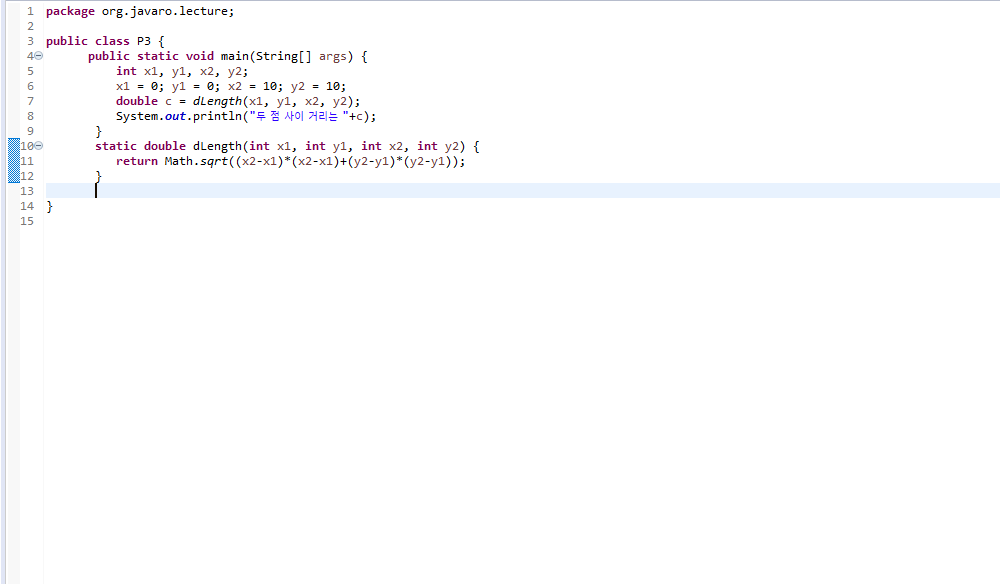 1 package org.javaro.lecture;
2
3 public class P3 {
4 public static void main(String[] args) {
5 int x1, y1, x2, y2;
6 x1 = 0; y1 = 0; x2 = 10; y2 = 10;
7 double c = dLength(x1, y1, x2, y2);
8 System.out.println("두 점 사이 거리는 "+c);
9 }
10 static double dLength(int x1, int y1, int x2, int y2) {
11 return Math.sqrt((x2-x1)*(x2-x1)+(y2-y1)*(y2-y1));
12 }
13
14 }
15